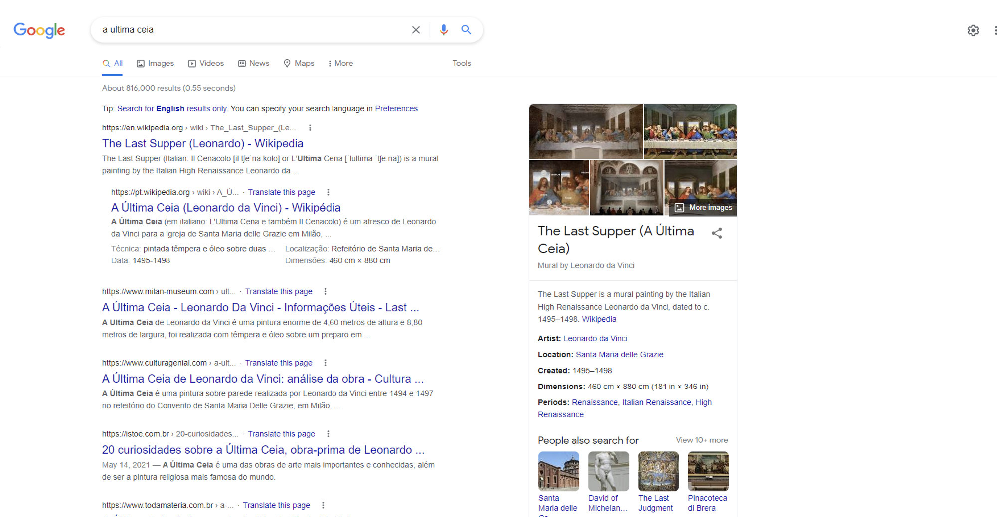 Google
a ultima ceia
All
Images
Videos
News
Maps
More
Tools
About 816,000 results (0.55 seconds)
Tip: Search for English results only. You can specify your search language in Preferences
https://en.wikipedia.org › wiki › The_Last_Supper_(Le...
The Last Supper (Leonardo) - Wikipedia
The Last Supper (Italian: Il Cenacolo [il tʃeˈnaːkolo] or L'Ultima Cena [ˈlultima ˈtʃeːna]) is a mural
painting by the Italian High Renaissance Leonardo da ...
https://pt.wikipedia.org › wiki › A_Ú... · Translate this page
A Última Ceia (Leonardo da Vinci) - Wikipédia
A Última Ceia (em italiano: L'Ultima Cena e também Il Cenacolo) é um afresco de Leonardo
da Vinci para a igreja de Santa Maria delle Grazie em Milão, ...
Técnica: pintada têmpera e óleo sobre duas ... Localização: Refeitório de Santa Maria de...
Data: 1495-1498 Dimensões: 460 cm × 880 cm
https://www.milan-museum.com › ult... · Translate this page
A Última Ceia - Leonardo Da Vinci - Informações Úteis - Last ...
A Ultima Ceia de Leonardo da Vinci é uma pintura enorme de 4,60 metros de altura e 8,80
metros de largura, foi realizada com têmpera e óleo sobre um preparo em ...
https://www.culturagenial.com › a-ult... · Translate this page
A Última Ceia de Leonardo da Vinci: análise da obra - Cultura ...
A Última Ceia é uma pintura sobre parede realizada por Leonardo da Vinci entre 1494 e 1497
no refeitório do Convento de Santa Maria Delle Grazie, em Milão, ...
https://istoe.com.br › 20-curiosidades... · Translate this page
20 curiosidades sobre a Última Ceia, obra-prima de Leonardo ...
May 14, 2021 — A Última Ceia é uma das obras de arte mais importantes e conhecidas, além
de ser a pintura religiosa mais famosa do mundo.
https://www.todamateria.com.br › a-... · Translate this page
More images
The Last Supper (A Última
Ceia)
Mural by Leonardo da Vinci
The Last Supper is a mural painting by the Italian
High Renaissance Leonardo da Vinci, dated to c.
1495–1498. Wikipedia
Artist: Leonardo da Vinci
Location: Santa Maria delle Grazie
Created: 1495–1498
Dimensions: 460 cm × 880 cm (181 in × 346 in)
Periods: Renaissance, Italian Renaissance, High
Renaissance
People also search for
View 10+ more
Santa
Maria delle
Gr...
David of
Michelan...
The Last
Judgment
Pinacoteca
di Brera